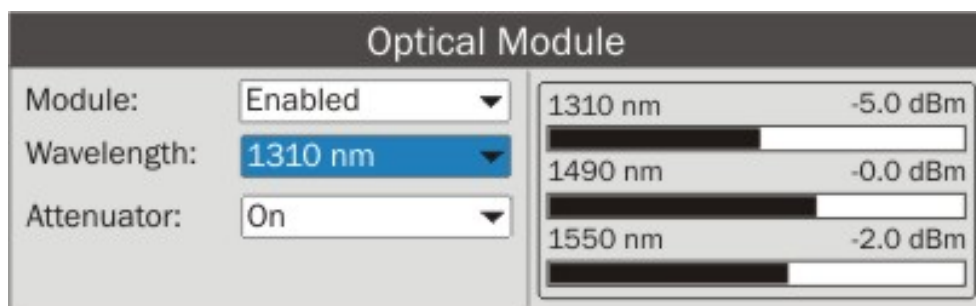 Optical Module
Module: Enabled
Wavelength: 1310 nm
Attenuator: On
1310 nm -5.0 dBm
1490 nm -0.0 dBm
1550 nm -2.0 dBm